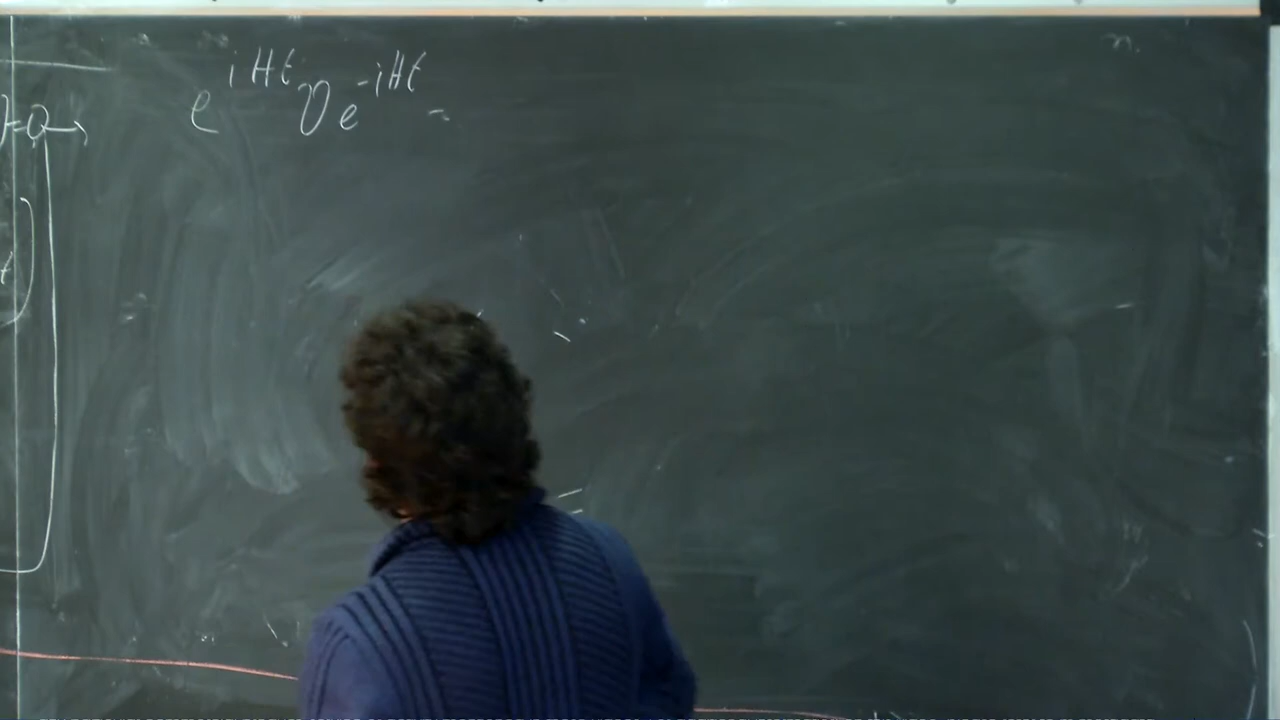 e^{iHt} O e^{-iHt} =
Q →